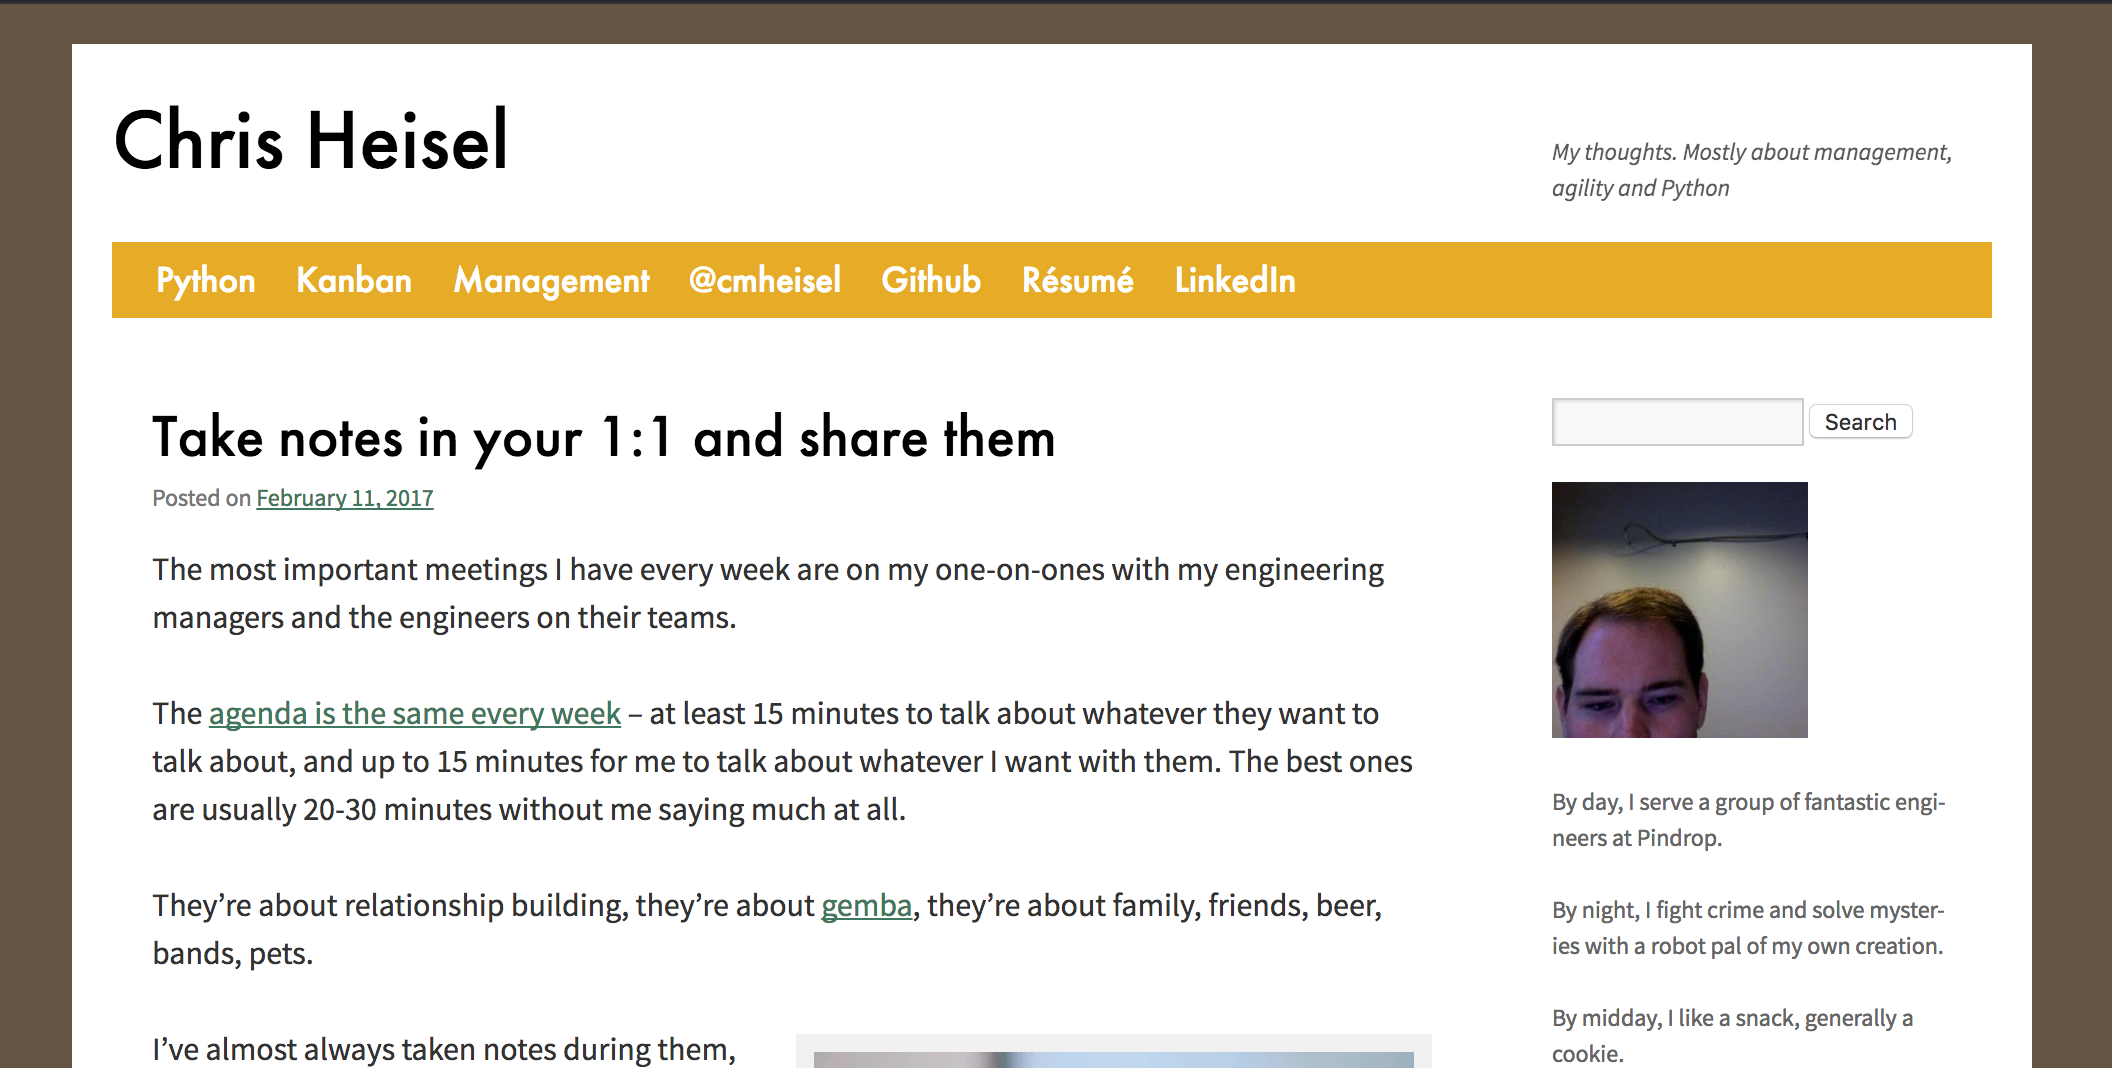 Chris Heisel
My thoughts. Mostly about management,
agility and Python
Python Kanban Management @cmheisel Github Résumé LinkedIn
Take notes in your 1:1 and share them
Posted on February 11, 2017
The most important meetings I have every week are on my one-on-ones with my engineering
managers and the engineers on their teams.
The agenda is the same every week – at least 15 minutes to talk about whatever they want to
talk about, and up to 15 minutes for me to talk about whatever I want with them. The best ones
are usually 20-30 minutes without me saying much at all.
They’re about relationship building, they’re about gemba, they’re about family, friends, beer,
bands, pets.
I’ve almost always taken notes during them,
Search
By day, I serve a group of fantastic engi-
neers at Pindrop.
By night, I fight crime and solve myster-
ies with a robot pal of my own creation.
By midday, I like a snack, generally a
cookie.